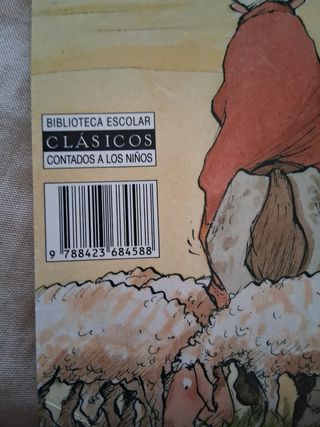 BIBLIOTECA ESCOLAR
CLÁSICOS
CONTADOS A LOS NIÑOS
9 788423 684588